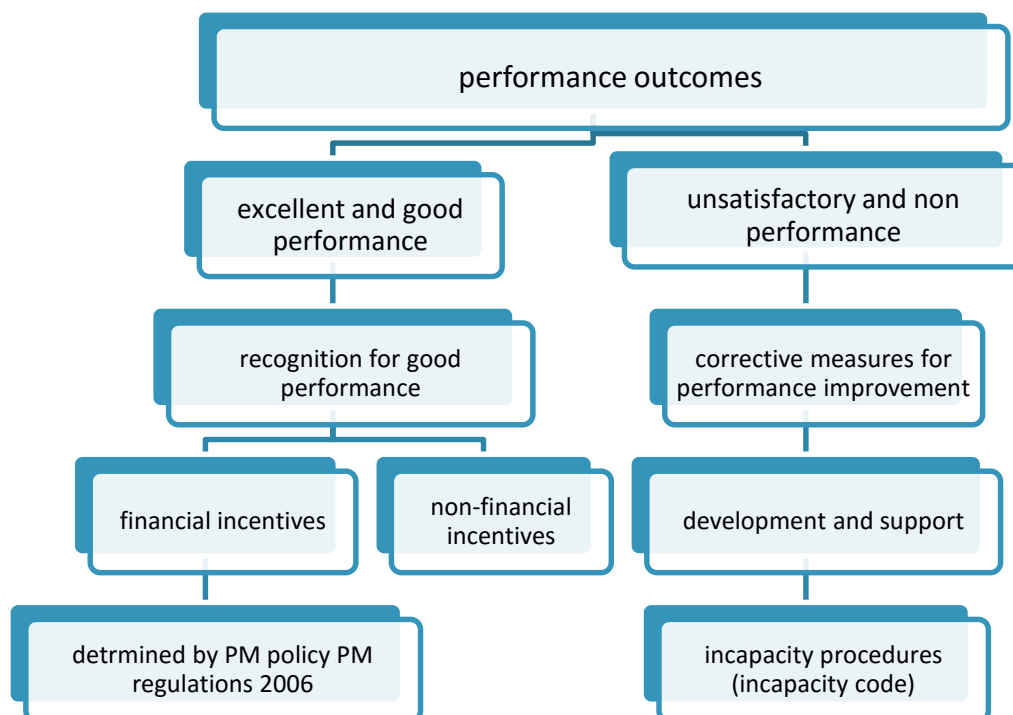 performance outcomes
excellent and good
performance
unsatisfactory and non
performance
recognition for good
performance
corrective measures for
performance improvement
financial incentives
non-financial
incentives
development and support
detrmined by PM policy PM
regulations 2006
incapacity procedures
(incapacity code)